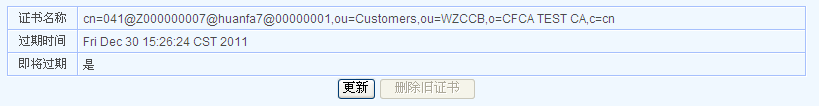 证书名称 cn=041@Z000000007@huanfa7@00000001,ou=Customers,ou=WZCCB,o=CFCA TEST CA,c=cn
过期时间 Fri Dec 30 15:26:24 CST 2011
即将过期 是
更新 删除旧证书